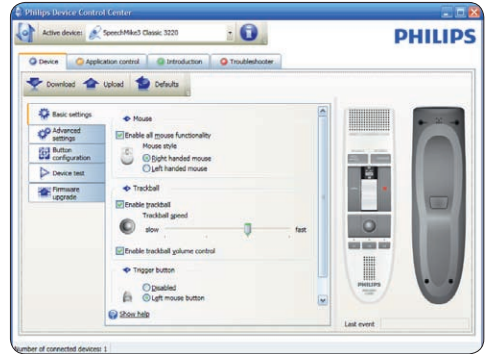 Philips Device Control Center
Active device: SpeechMike3 Classic 3220
PHILIPS
Device Application control Introduction Troubleshooter
Download Upload Defaults
Basic settings
Advanced settings
Button configuration
Device test
Firmware upgrade
Mouse
Enable all mouse functionality
Mouse style
Right handed mouse
Left handed mouse
Trackball
Enable trackball
Trackball speed
slow fast
Enable trackball volume control
Trigger button
Disabled
Left mouse button
Show help
PHILIPS
Last event
Number of connected devices: 1